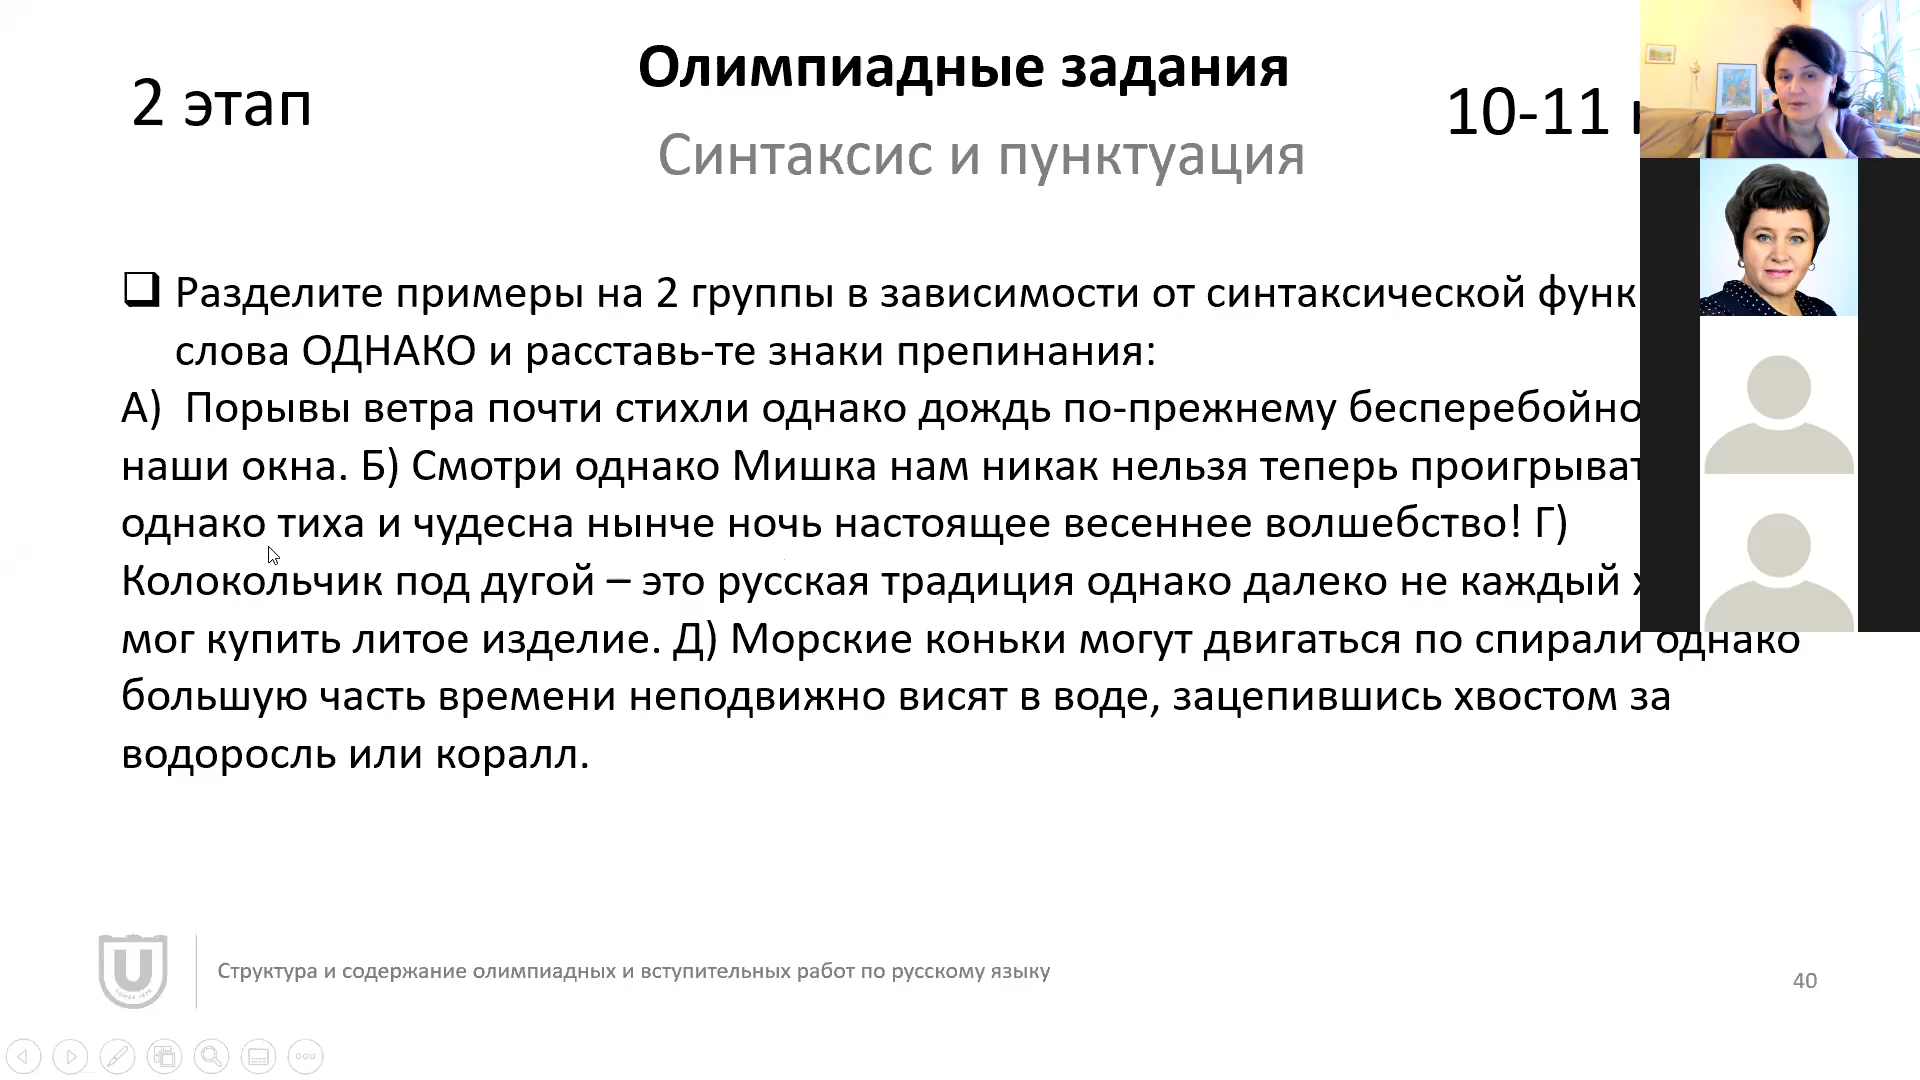 2 этап
Олимпиадные задания
10-11
Синтаксис и пунктуация
Разделите примеры на 2 группы в зависимости от синтаксической
слова ОДНАКО и расставь-те знаки препинания:
А) Порывы ветра почти стихли однако дождь по-прежнему бесперебойно
наши окна. Б) Смотри однако Мишка нам никак нельзя теперь
однако тиха и чудесна нынче ночь настоящее весеннее волшебство! Г)
Колокольчик под дугой – это русская традиция однако далеко не каждый
мог купить литое изделие. Д) Морские коньки могут двигаться по спирали однако
большую часть времени неподвижно висят в воде, зацепившись хвостом за
водоросль или коралл.
Структура и содержание олимпиадных и вступительных работ по русскому языку
40